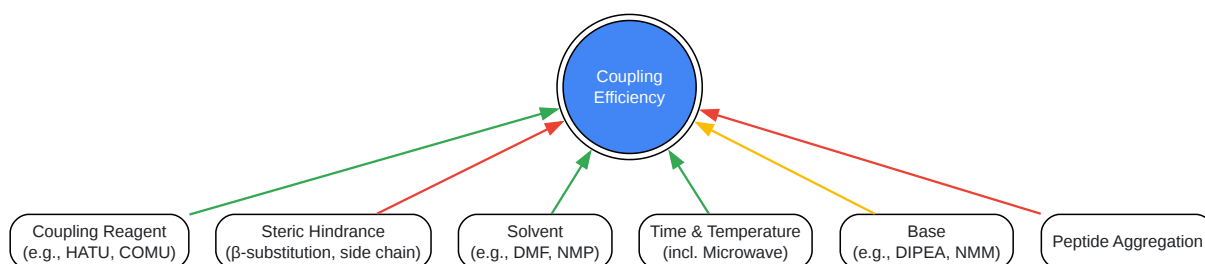 Coupling
Efficiency
Coupling Reagent
(e.g., HATU, COMU)
Steric Hindrance
(β-substitution, side chain)
Solvent
(e.g., DMF, NMP)
Time & Temperature
(incl. Microwave)
Base
(e.g., DIPEA, NMM)
Peptide Aggregation